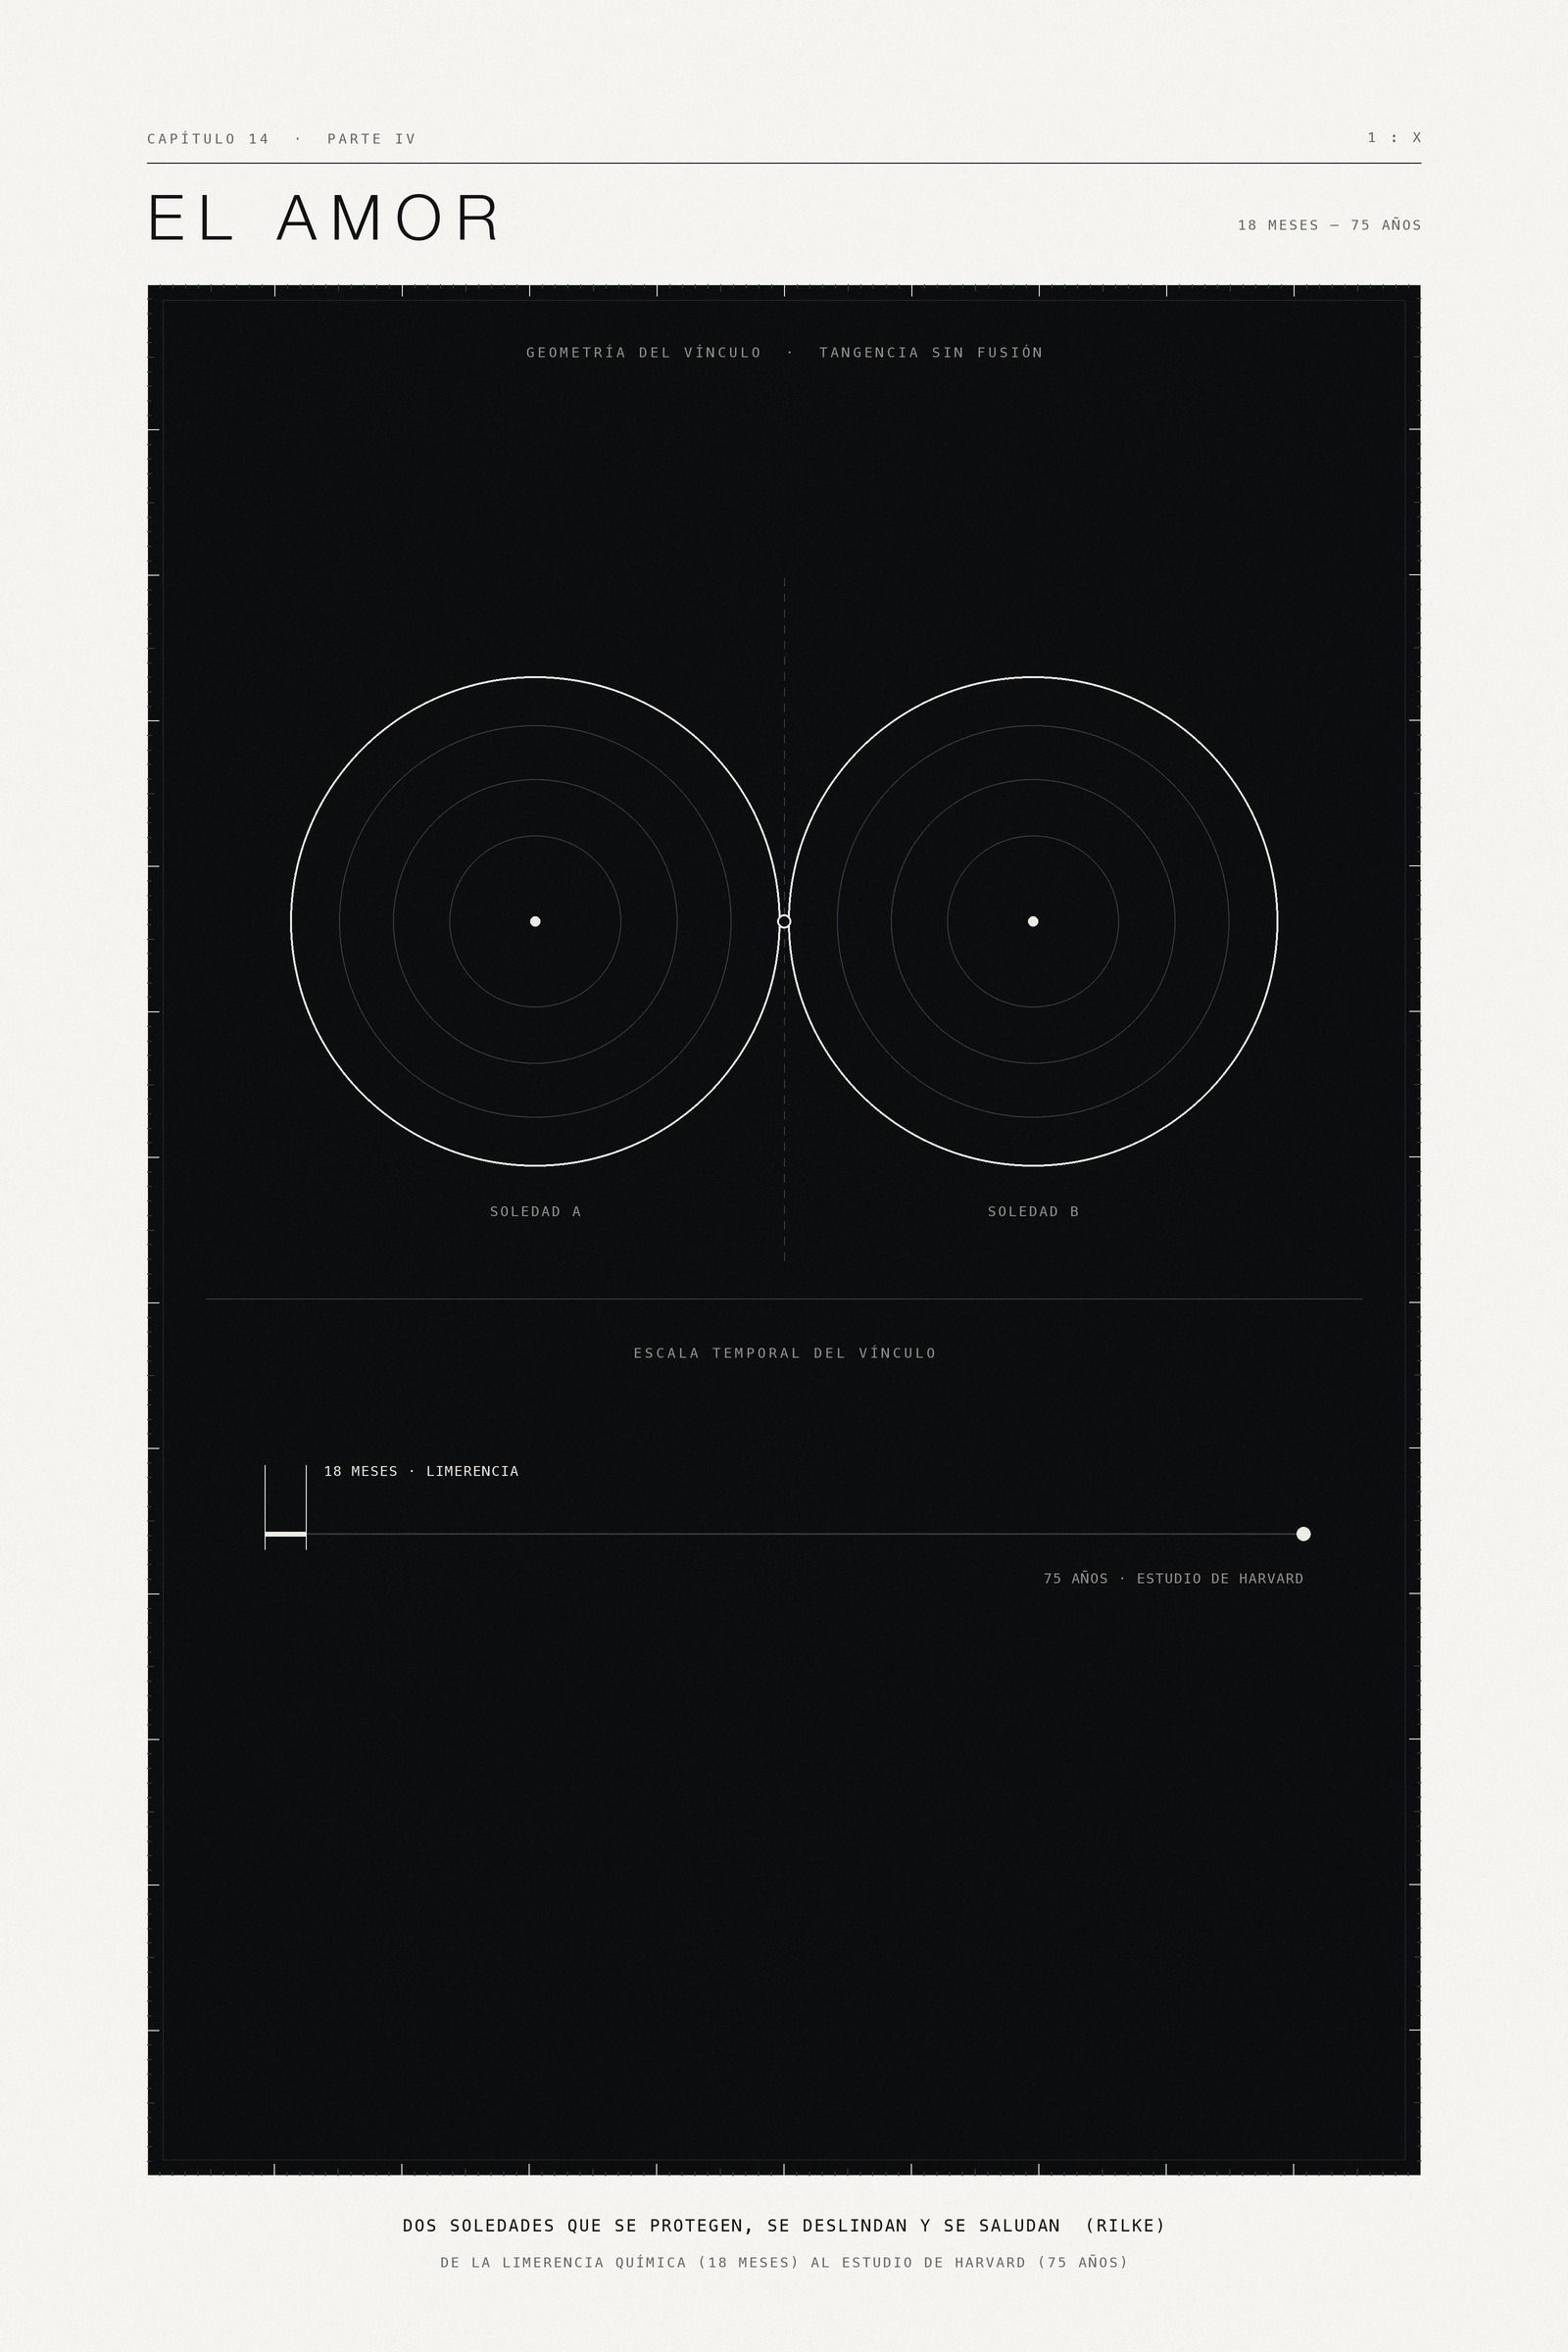 CAPÍTULO 14 · PARTE IV
1 : X
EL AMOR
18 MESES — 75 AÑOS
GEOMETRÍA DEL VÍNCULO · TANGENCIA SIN FUSIÓN
SOLEDAD A
SOLEDAD B
ESCALA TEMPORAL DEL VÍNCULO
18 MESES · LIMERENCIA
75 AÑOS · ESTUDIO DE HARVARD
DOS SOLEDADES QUE SE PROTEGEN, SE DESLINDAN Y SE SALUDAN (RILKE)
DE LA LIMERENCIA QUÍMICA (18 MESES) AL ESTUDIO DE HARVARD (75 AÑOS)